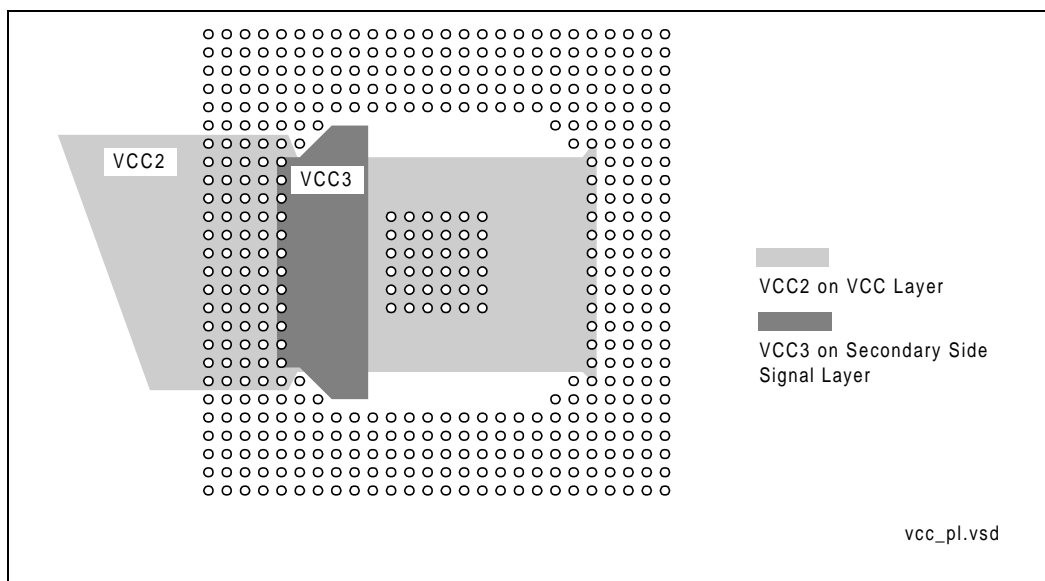 VCC2
VCC3
VCC2 on VCC Layer
VCC3 on Secondary Side
Signal Layer
vcc_pl.vsd